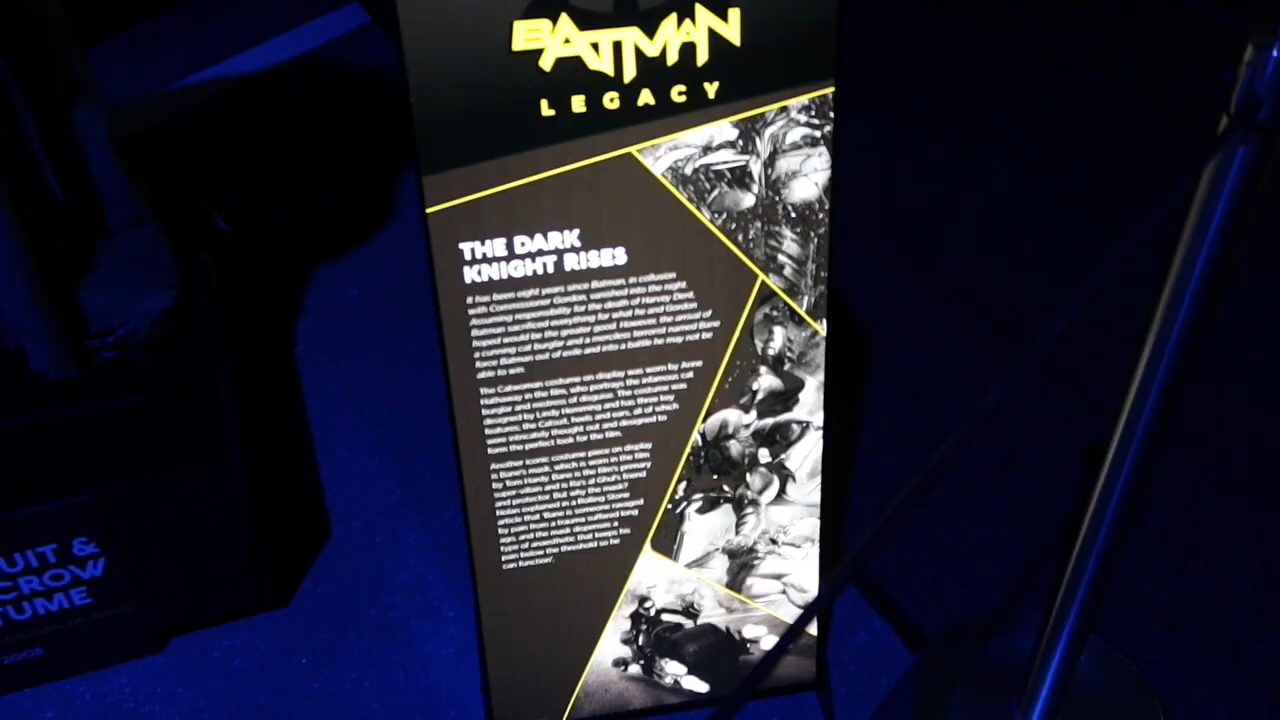 BATMAN
LEGACY
THE DARK
KNIGHT RISES
It has been eight years since Batman, in collusion
with Commissioner Gordon, vanished into the night.
Assuming responsibility for the death of Harvey Dent,
Batman sacrificed everything for what he and Gordon
hoped would be the greater good. However, the arrival of
a cunning cat burglar and a merciless terrorist named Bane
force Batman out of exile and into a battle he may not be
able to win.
The Catwoman costume on display was worn by Anne
Hathaway in the film, who portrays the infamous cat
burglar and mistress of disguise. The costume was
designed by Lindy Hemming and has three key
features; the Catsuit, heels and ears, all of which
were intricately thought out and designed to
form the perfect look for the film.
Another iconic costume piece on display
is Bane's mask, which is worn in the film
by Tom Hardy. Bane is the film's primary
super-villain and is Ra's al Ghul's friend
and protector. But why the mask?
Nolan explained in a Rolling Stone
article that 'Bane is someone ravaged
by pain from a trauma suffered long
ago, and the mask dispenses a
type of anaesthetic that keeps his
pain below the threshold so he
can function'.
UIT &
CROW
TUME
2008